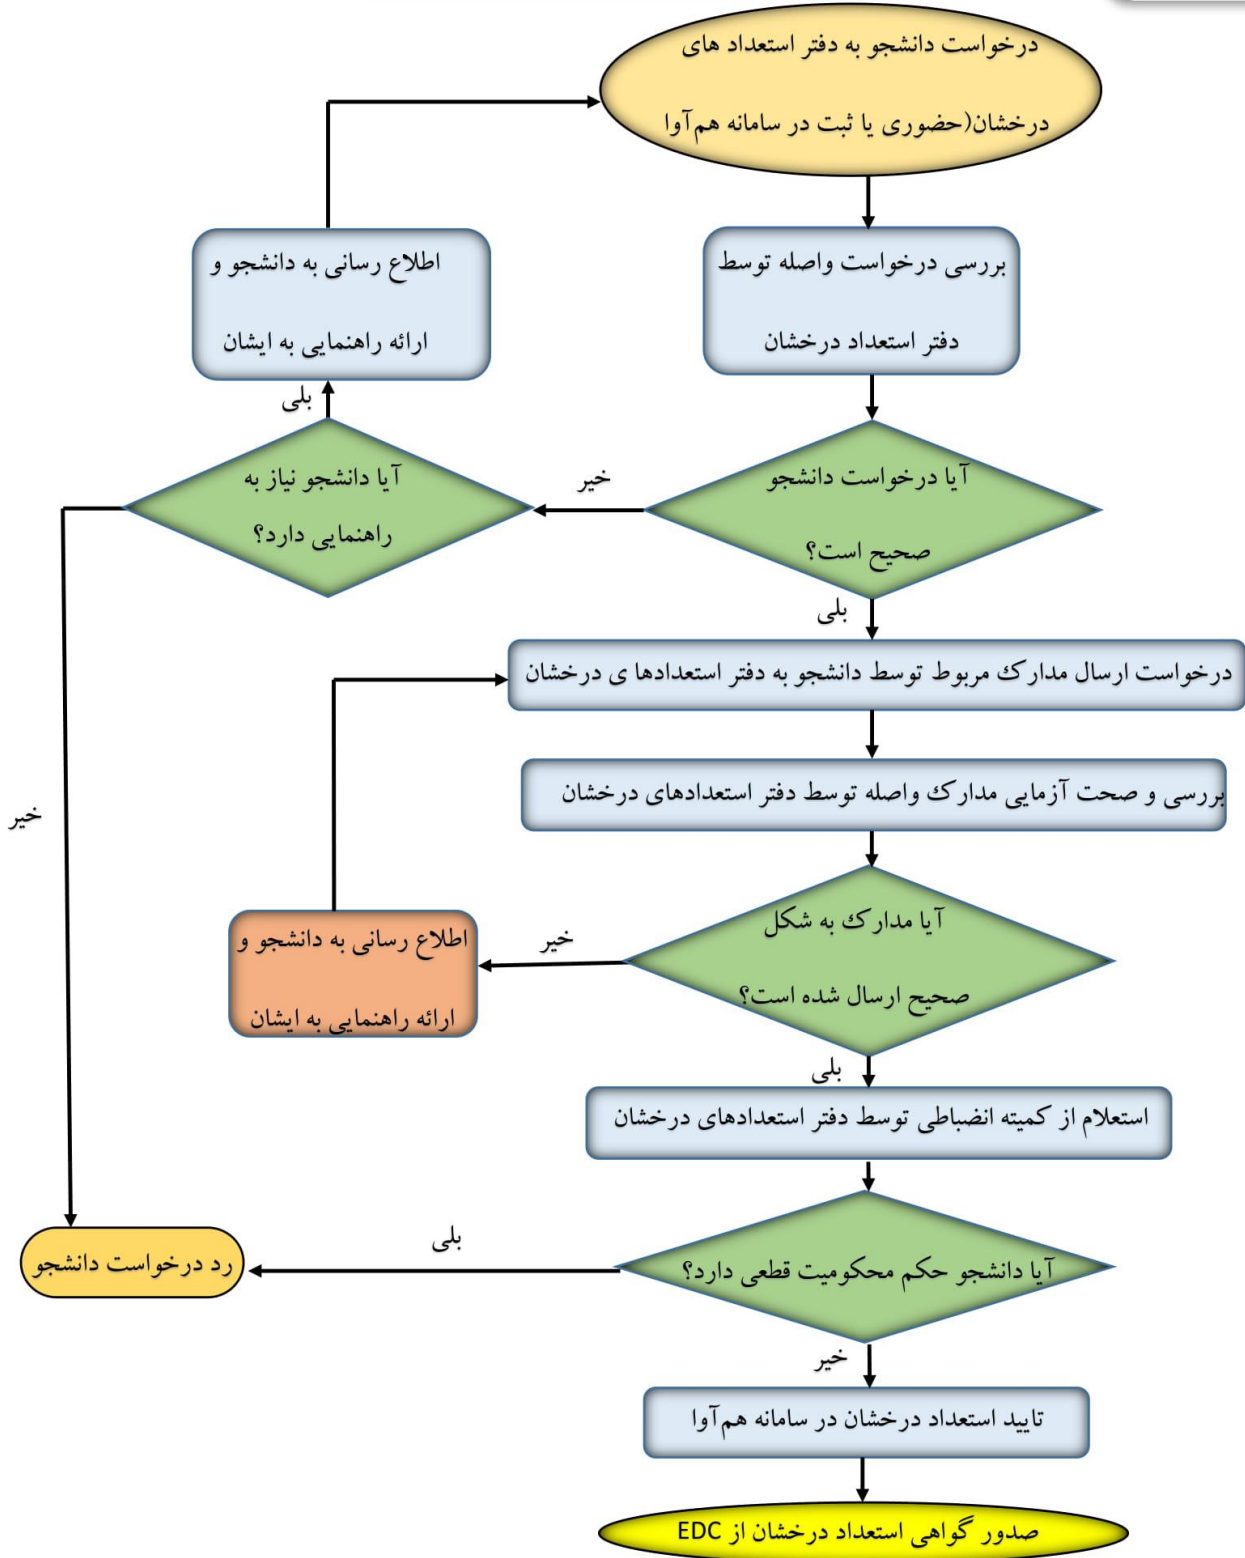 درخواست دانشجو به دفتر استعداد های
درخشان(حضوری یا ثبت در سامانه هم‌آوا
اطلاع رسانی به دانشجو و
ارائه راهنمایی به ایشان
بررسی درخواست واصله توسط
دفتر استعداد درخشان
بلی
آیا درخواست دانشجو
صحیح است؟
خیر
آیا دانشجو نیاز به
راهنمایی دارد؟
بلی
درخواست ارسال مدارک مربوط توسط دانشجو به دفتر استعدادها ی درخشان
بررسی و صحت آزمایی مدارک واصله توسط دفتر استعدادهای درخشان
خیر
آیا مدارک به شکل
صحیح ارسال شده است؟
خیر
اطلاع رسانی به دانشجو و
ارائه راهنمایی به ایشان
بلی
استعلام از کمیته انضباطی توسط دفتر استعدادهای درخشان
آیا دانشجو حکم محکومیت قطعی دارد؟
بلی
رد درخواست دانشجو
خیر
تایید استعداد درخشان در سامانه هم‌آوا
صدور گواهی استعداد درخشان از EDC